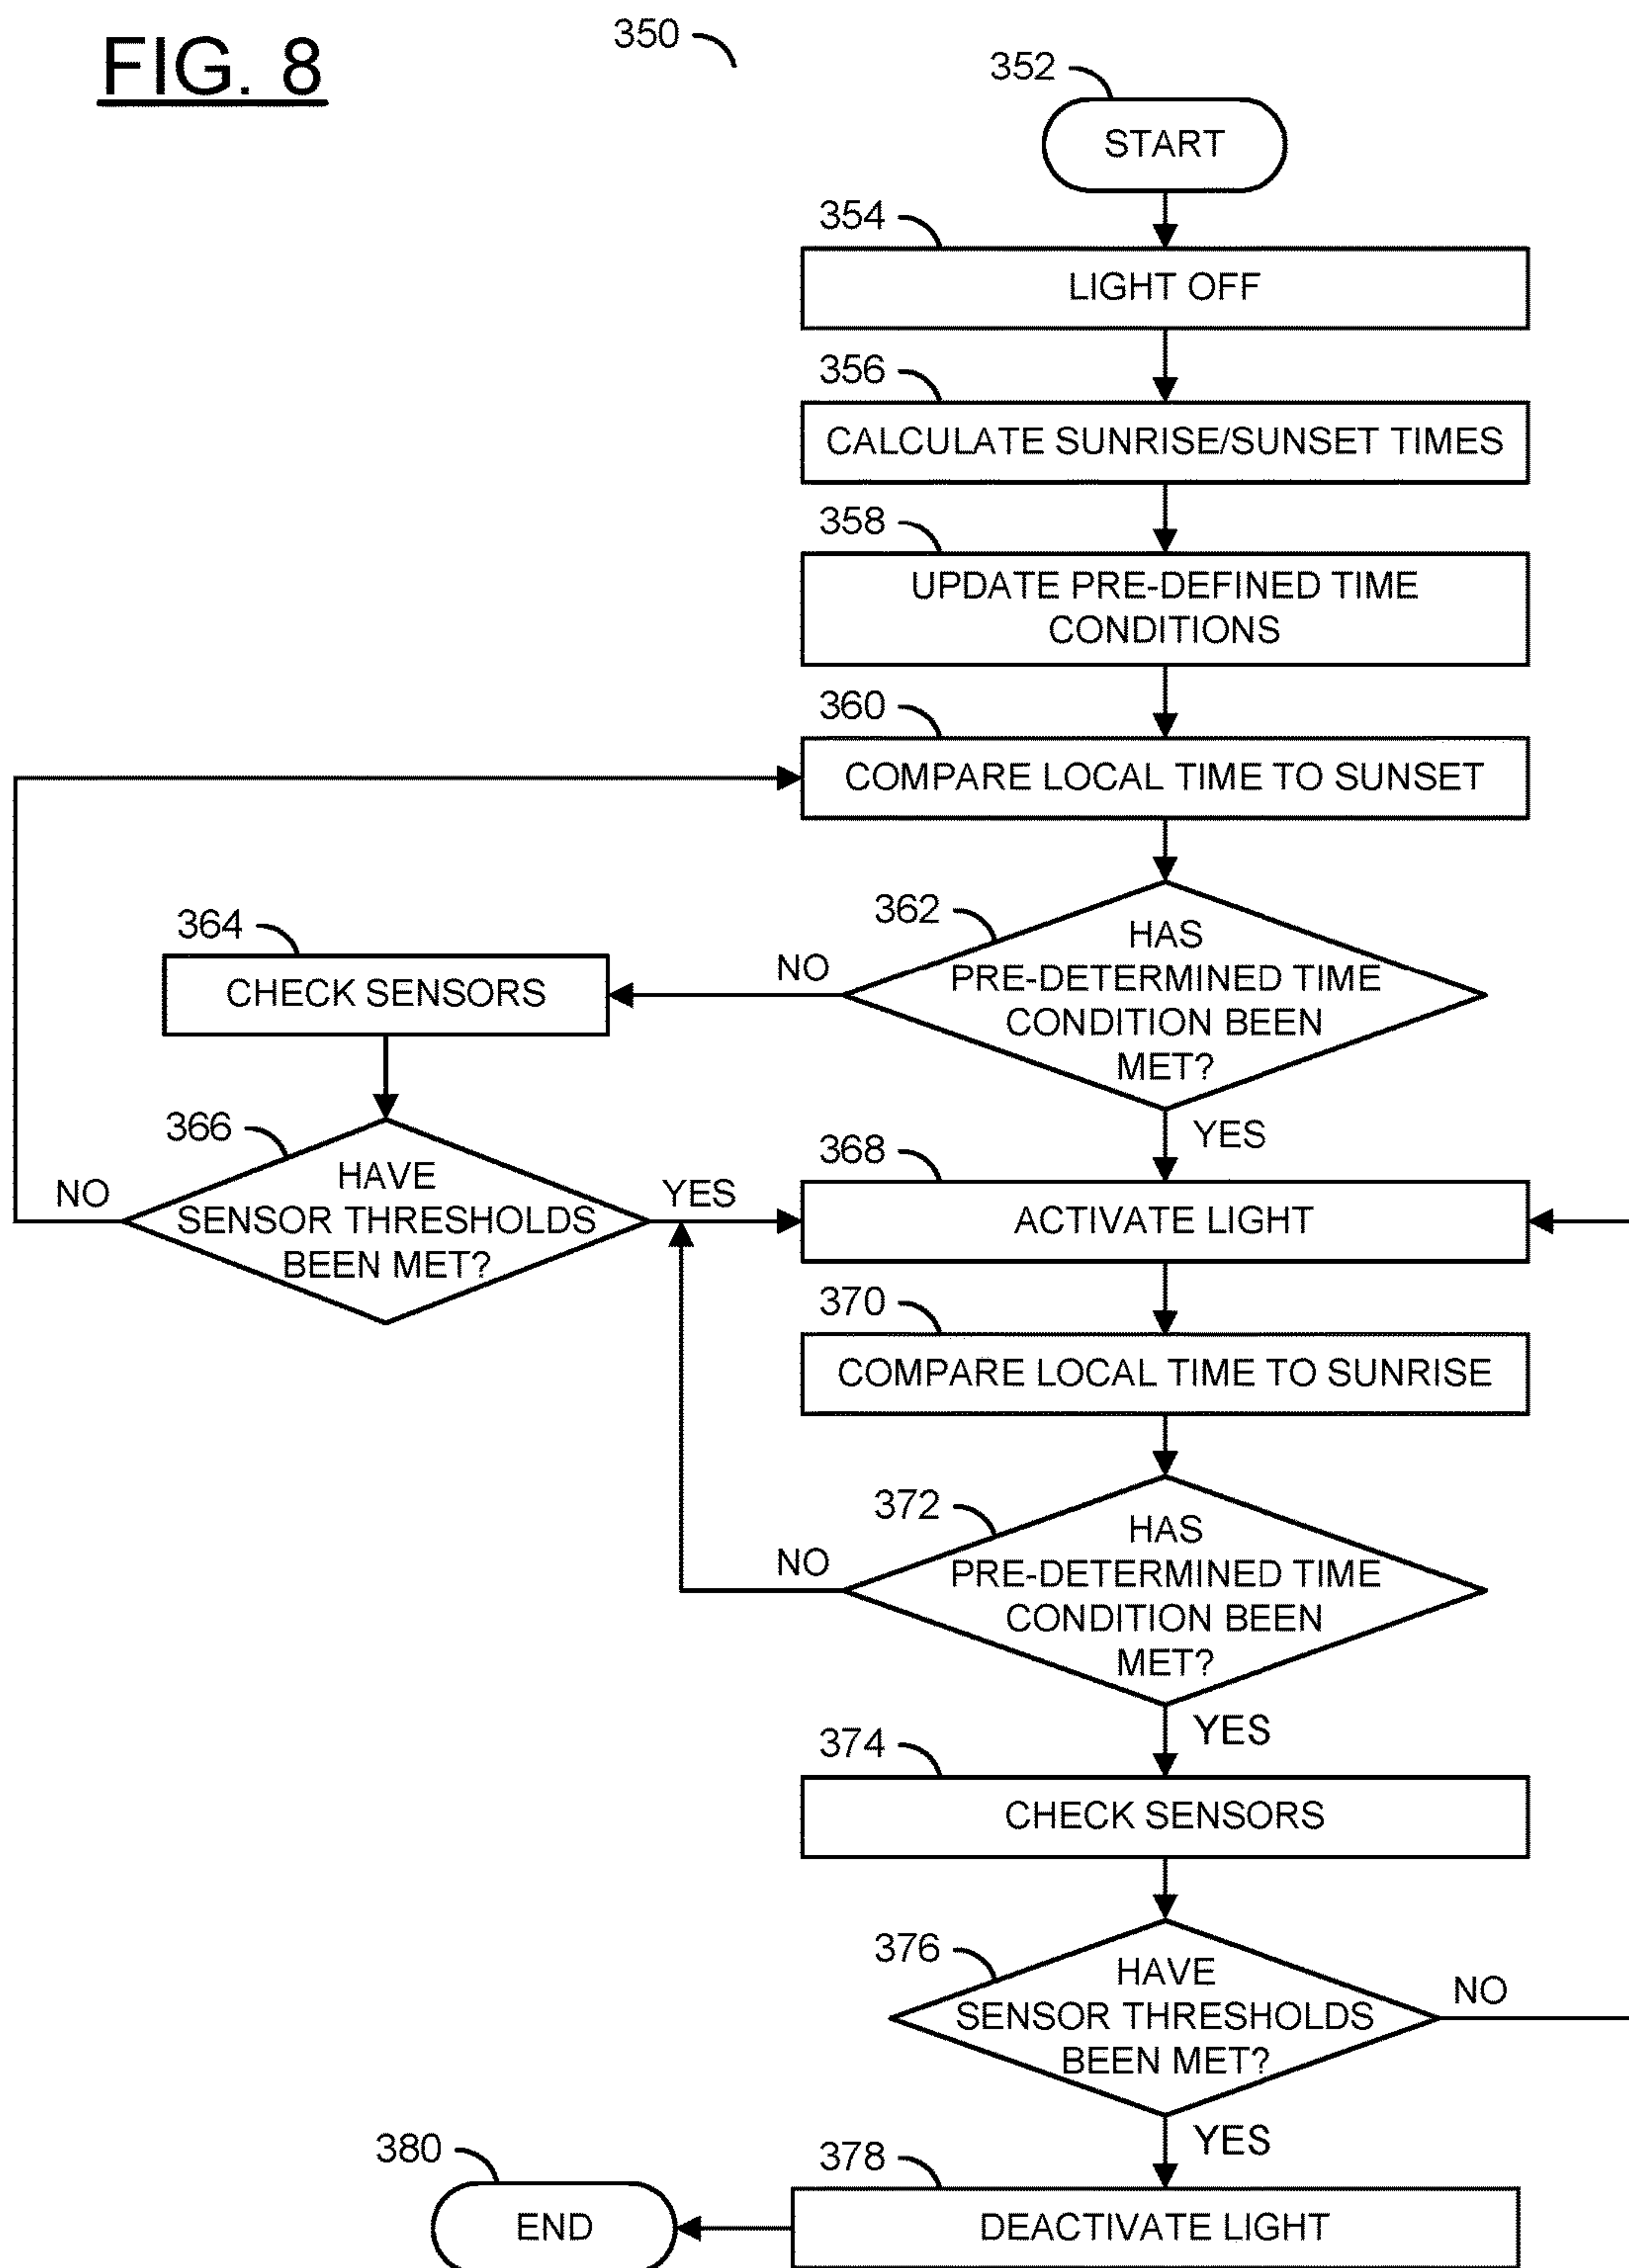 FIG. 8
350
352
START
354
LIGHT OFF
356
CALCULATE SUNRISE/SUNSET TIMES
358
UPDATE PRE-DEFINED TIME
CONDITIONS
360
COMPARE LOCAL TIME TO SUNSET
362
HAS
PRE-DETERMINED TIME
CONDITION BEEN
MET?
NO
YES
364
CHECK SENSORS
366
HAVE
SENSOR THRESHOLDS
BEEN MET?
NO
YES
368
ACTIVATE LIGHT
370
COMPARE LOCAL TIME TO SUNRISE
372
HAS
PRE-DETERMINED TIME
CONDITION BEEN
MET?
NO
YES
374
CHECK SENSORS
376
HAVE
SENSOR THRESHOLDS
BEEN MET?
NO
YES
378
DEACTIVATE LIGHT
380
END